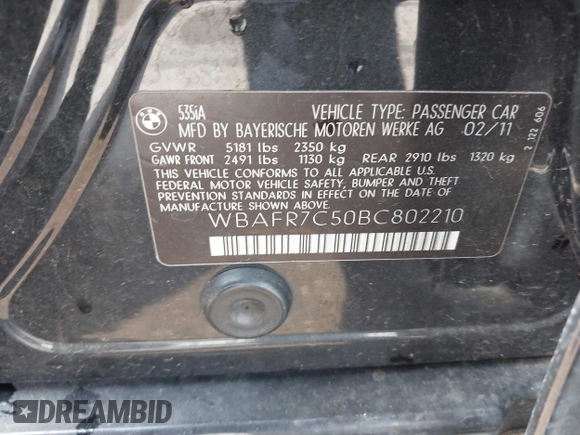 BMW
535iA VEHICLE TYPE: PASSENGER CAR
MFD BY BAYERISCHE MOTOREN WERKE AG 02/11
GVWR 5181 lbs 2350 kg
GAWR FRONT 2491 lbs 1130 kg REAR 2910 lbs 1320 kg
THIS VEHICLE CONFORMS TO ALL APPLICABLE U.S.
FEDERAL MOTOR VEHICLE SAFETY, BUMPER AND THEFT
PREVENTION STANDARDS IN EFFECT ON THE DATE OF
MANUFACTURE SHOWN ABOVE.
WBAFR7C50BC802210
2 122 606
DREAMBID